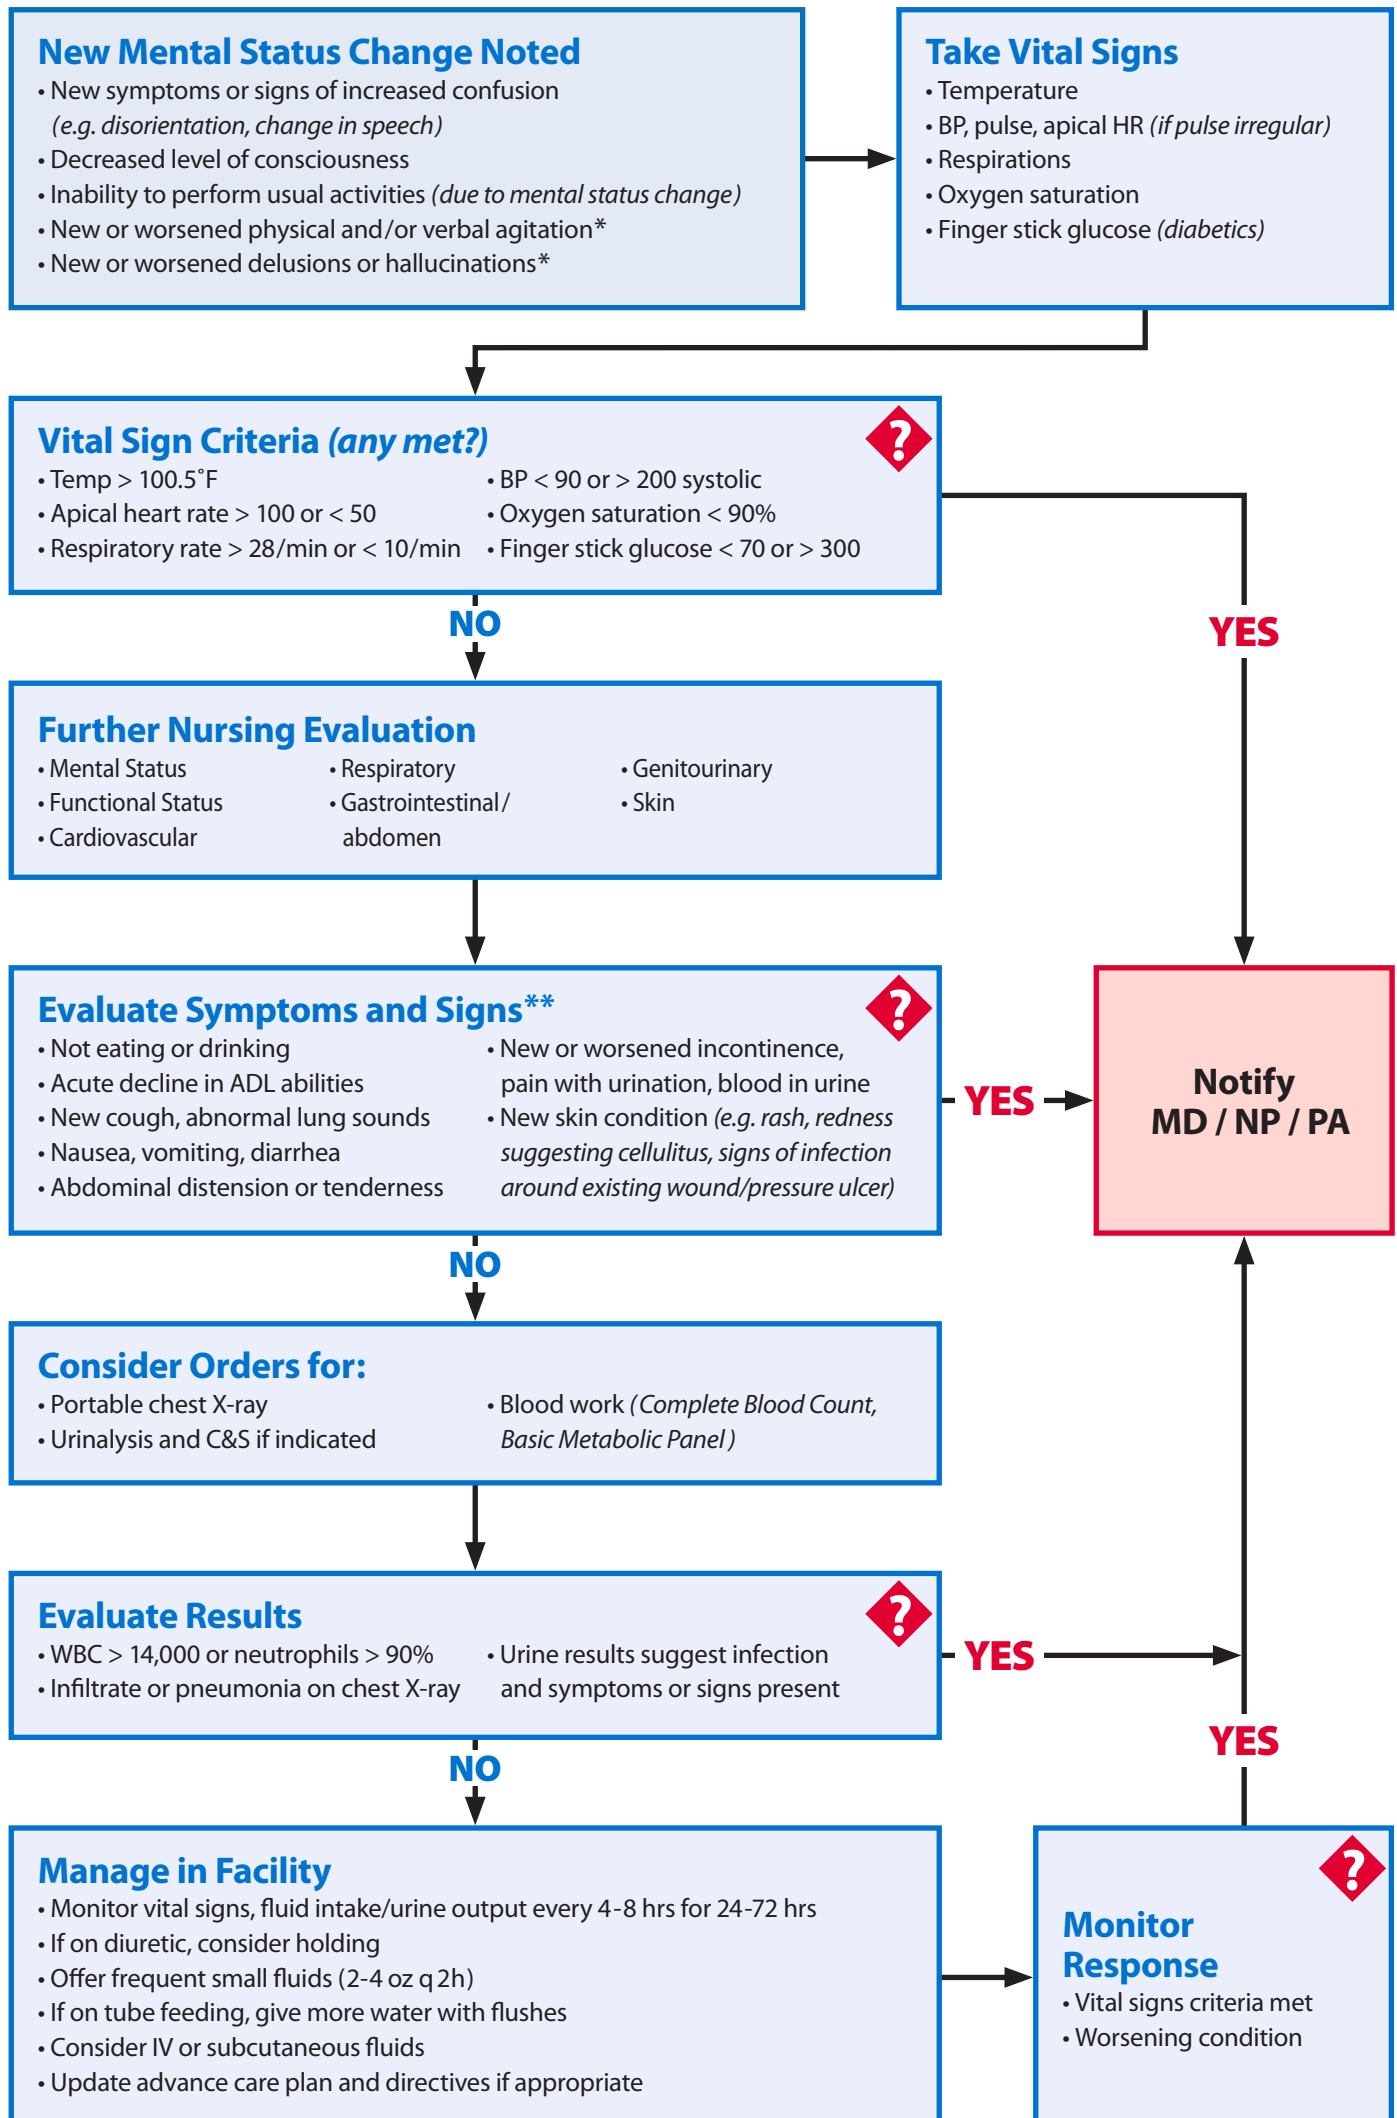 New Mental Status Change Noted
• New symptoms or signs of increased confusion
(e.g. disorientation, change in speech)
• Decreased level of consciousness
• Inability to perform usual activities (due to mental status change)
• New or worsened physical and/or verbal agitation*
• New or worsened delusions or hallucinations*
Take Vital Signs
• Temperature
• BP, pulse, apical HR (if pulse irregular)
• Respirations
• Oxygen saturation
• Finger stick glucose (diabetics)
Vital Sign Criteria (any met?)
?
• Temp > 100.5˚F
• Apical heart rate > 100 or < 50
• Respiratory rate > 28/min or < 10/min
• BP < 90 or > 200 systolic
• Oxygen saturation < 90%
• Finger stick glucose < 70 or > 300
NO
YES
Further Nursing Evaluation
• Mental Status
• Functional Status
• Cardiovascular
• Respiratory
• Gastrointestinal/
abdomen
• Genitourinary
• Skin
Evaluate Symptoms and Signs**
?
• Not eating or drinking
• Acute decline in ADL abilities
• New cough, abnormal lung sounds
• Nausea, vomiting, diarrhea
• Abdominal distension or tenderness
• New or worsened incontinence,
pain with urination, blood in urine
• New skin condition (e.g. rash, redness
suggesting cellulitus, signs of infection
around existing wound/pressure ulcer)
YES
Notify
MD / NP / PA
NO
Consider Orders for:
• Portable chest X-ray
• Urinalysis and C&S if indicated
• Blood work (Complete Blood Count,
Basic Metabolic Panel)
Evaluate Results
?
• WBC > 14,000 or neutrophils > 90%
• Infiltrate or pneumonia on chest X-ray
• Urine results suggest infection
and symptoms or signs present
YES
YES
NO
Manage in Facility
• Monitor vital signs, fluid intake/urine output every 4-8 hrs for 24-72 hrs
• If on diuretic, consider holding
• Offer frequent small fluids (2-4 oz q2h)
• If on tube feeding, give more water with flushes
• Consider IV or subcutaneous fluids
• Update advance care plan and directives if appropriate
?
Monitor
Response
• Vital signs criteria met
• Worsening condition